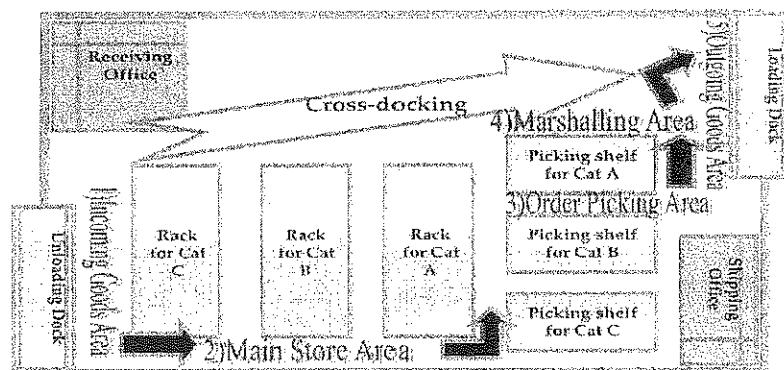 Receiving
Office
Cross-docking
5)Outgoing Goods Area
Loading Dock
4)Marshalling Area
Picking shelf
for Cat A
3)Order Picking Area
Picking shelf
for Cat B
Picking shelf
for Cat C
Shipping
Office
Unloading Dock
1)Incoming Goods Area
Rack
for Cat
C
Rack
for Cat
B
Rack
for Cat
A
2)Main Store Area